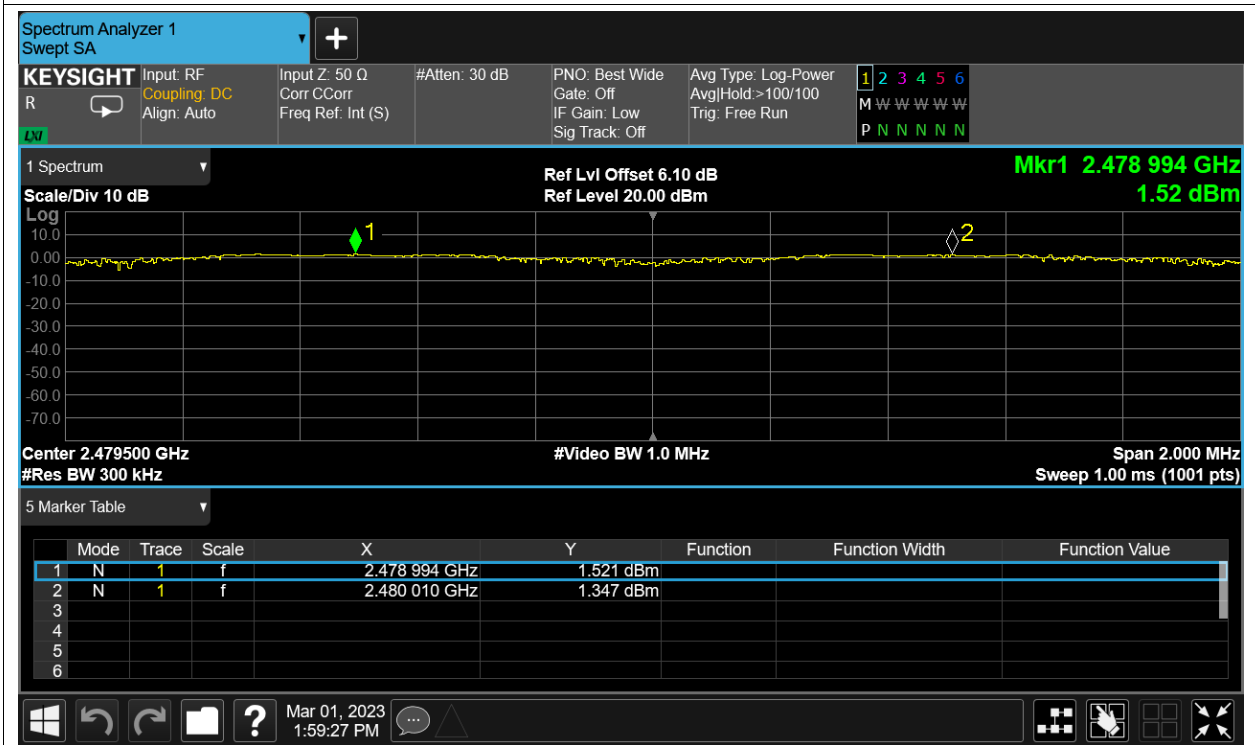 Spectrum Analyzer 1
Swept SA
+
KEYSIGHT
R
LXI
Input: RF
Coupling: DC
Align: Auto
Input Z: 50 Ω
Corr CCorr
Freq Ref: Int (S)
#Atten: 30 dB
PNO: Best Wide
Gate: Off
IF Gain: Low
Sig Track: Off
Avg Type: Log-Power
Avg|Hold:>100/100
Trig: Free Run
1 2 3 4 5 6
M W W W W W
P N N N N N
1 Spectrum
Scale/Div 10 dB
Ref Lvl Offset 6.10 dB
Ref Level 20.00 dBm
Mkr1 2.478 994 GHz
1.52 dBm
Log
10.0
0.00
-10.0
-20.0
-30.0
-40.0
-50.0
-60.0
-70.0
1
2
Center 2.479500 GHz
#Video BW 1.0 MHz
Span 2.000 MHz
#Res BW 300 kHz
Sweep 1.00 ms (1001 pts)
5 Marker Table
Mode Trace Scale X Y Function Function Width Function Value
1 N 1 f 2.478 994 GHz 1.521 dBm
2 N 1 f 2.480 010 GHz 1.347 dBm
3
4
5
6
?
Mar 01, 2023
1:59:27 PM